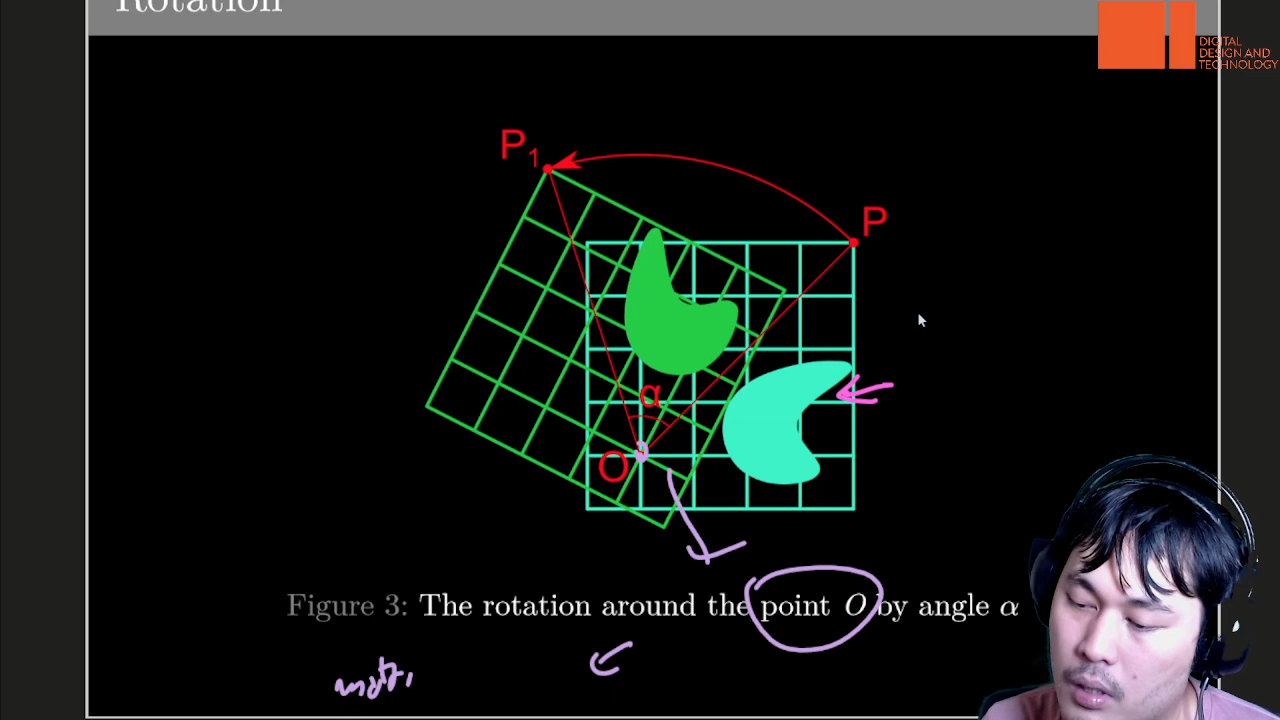 Rotation
DIGITAL
DESIGN AND
TECHNOLOGY
P1
P
α
O
Figure 3: The rotation around the point O by angle α